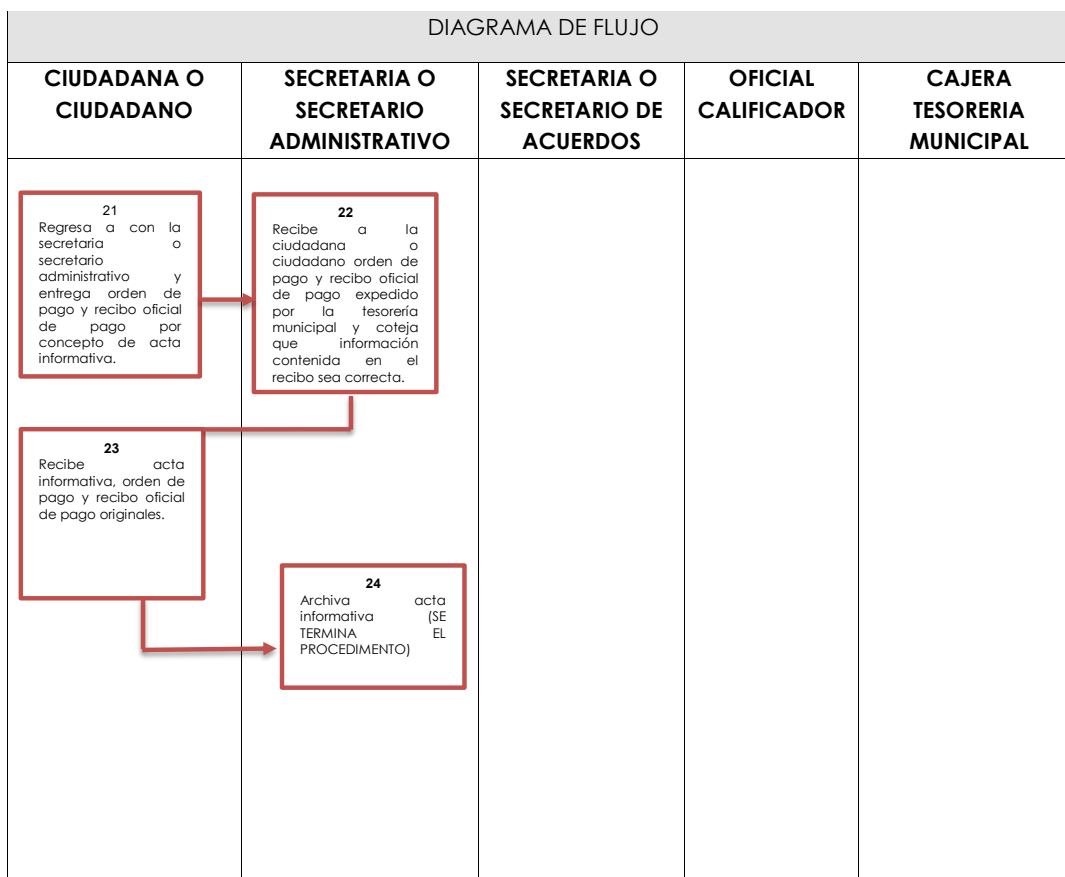 DIAGRAMA DE FLUJO
CIUDADANA O
CIUDADANO
SECRETARIA O
SECRETARIO
ADMINISTRATIVO
SECRETARIA O
SECRETARIO DE
ACUERDOS
OFICIAL
CALIFICADOR
CAJERA
TESORERIA
MUNICIPAL
21
Regresa a con la
secretaria o
secretario
administrativo y
entrega orden de
pago y recibo oficial
de pago por
concepto de acta
informativa.
22
Recibe a la
ciudadana o
ciudadano orden de
pago y recibo oficial
de pago expedido
por la tesorería
municipal y coteja
que información
contenida en el
recibo sea correcta.
23
Recibe acta
informativa, orden de
pago y recibo oficial
de pago originales.
24
Archiva acta
informativa (SE
TERMINA EL
PROCEDIMENTO)